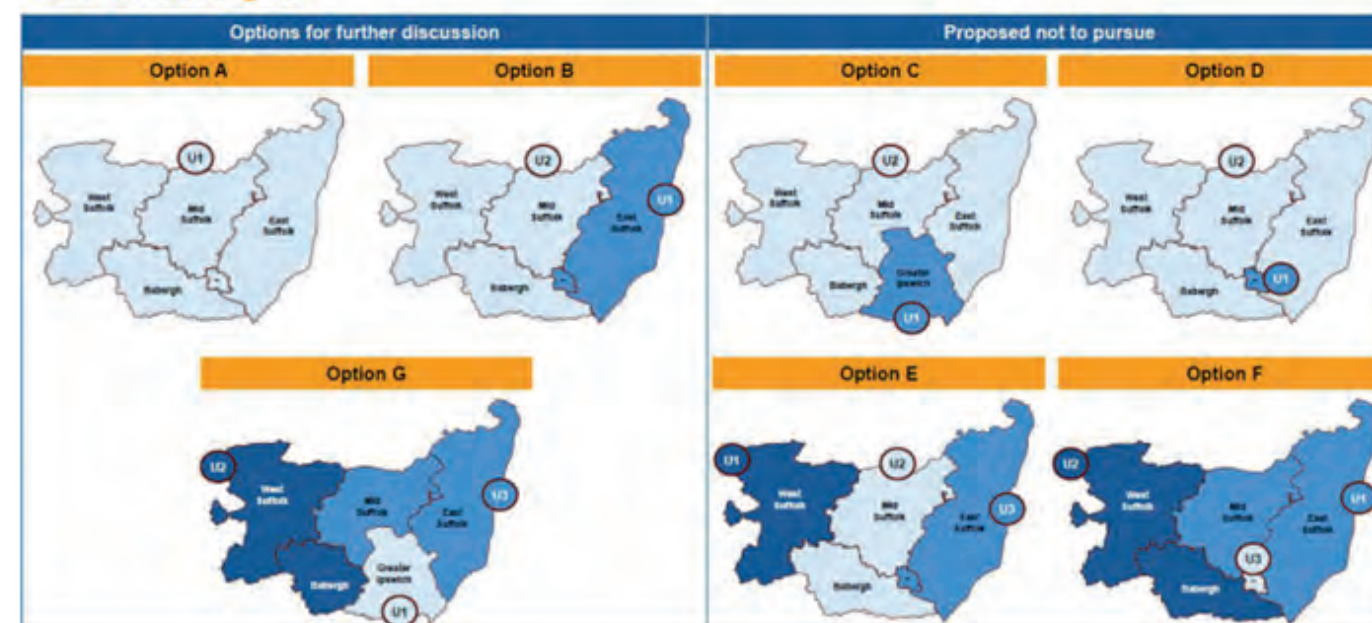 Options for further discussion
Proposed not to pursue
Option A
Option B
Option C
Option D
U1
West
Suffolk
Mid
Suffolk
East
Suffolk
Babergh
U2
U1
West
Suffolk
Mid
Suffolk
East
Suffolk
Babergh
U2
West
Suffolk
Mid
Suffolk
East
Suffolk
Babergh
Greater
Ipswich
U1
U2
West
Suffolk
Mid
Suffolk
East
Suffolk
Babergh
U1
Option G
Option E
Option F
U2
West
Suffolk
Mid
Suffolk
East
Suffolk
U3
Babergh
Greater
Ipswich
U1
U1
West
Suffolk
U2
Mid
Suffolk
East
Suffolk
U3
Babergh
U2
West
Suffolk
Mid
Suffolk
East
Suffolk
U1
U3
Babergh